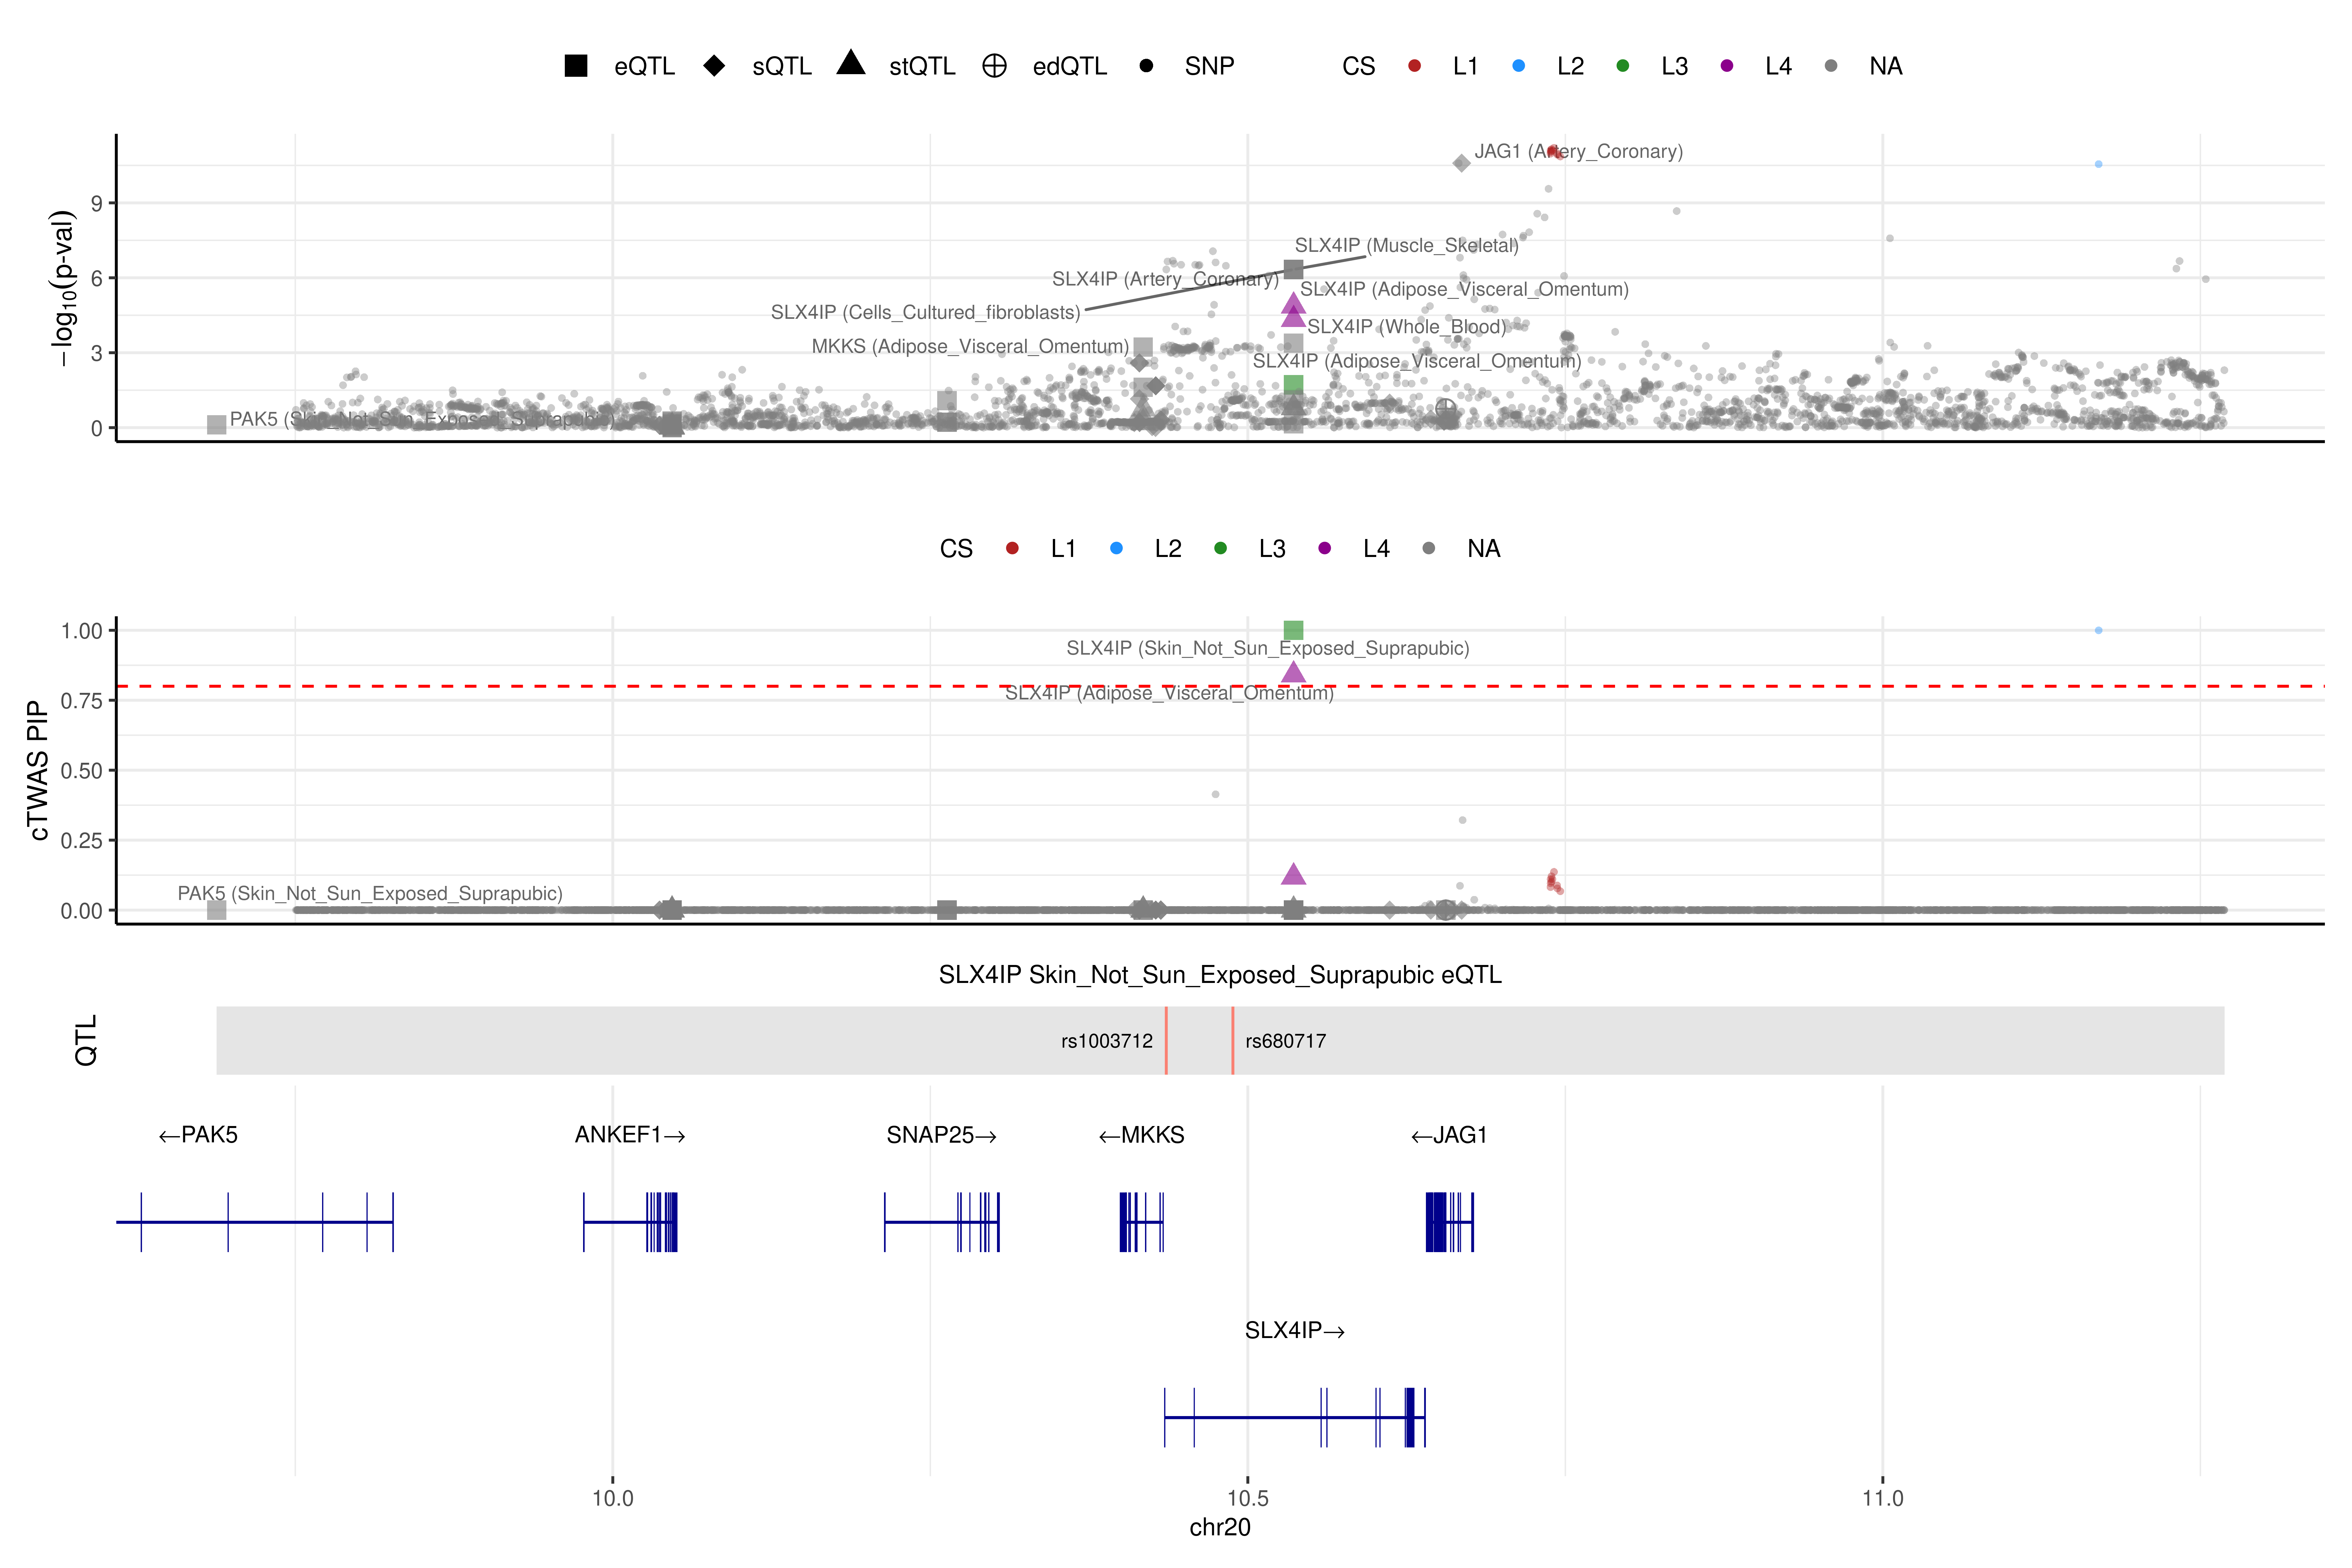 eQTL sQTL stQTL edQTL SNP CS L1 L2 L3 L4 NA
−log10(p-val)
9
6
3
0
JAG1 (Artery_Coronary)
SLX4IP (Muscle_Skeletal)
SLX4IP (Artery_Coronary)
SLX4IP (Adipose_Visceral_Omentum)
SLX4IP (Cells_Cultured_fibroblasts)
SLX4IP (Whole_Blood)
MKKS (Adipose_Visceral_Omentum)
SLX4IP (Adipose_Visceral_Omentum)
PAK5 (Skin_Not_Sun_Exposed_Suprapubic)
CS L1 L2 L3 L4 NA
cTWAS PIP
1.00
0.75
0.50
0.25
0.00
SLX4IP (Skin_Not_Sun_Exposed_Suprapubic)
SLX4IP (Adipose_Visceral_Omentum)
PAK5 (Skin_Not_Sun_Exposed_Suprapubic)
SLX4IP Skin_Not_Sun_Exposed_Suprapubic eQTL
QTL
rs1003712 rs680717
←PAK5 ANKEF1→ SNAP25→ ←MKKS ←JAG1
SLX4IP→
10.0 10.5 11.0
chr20